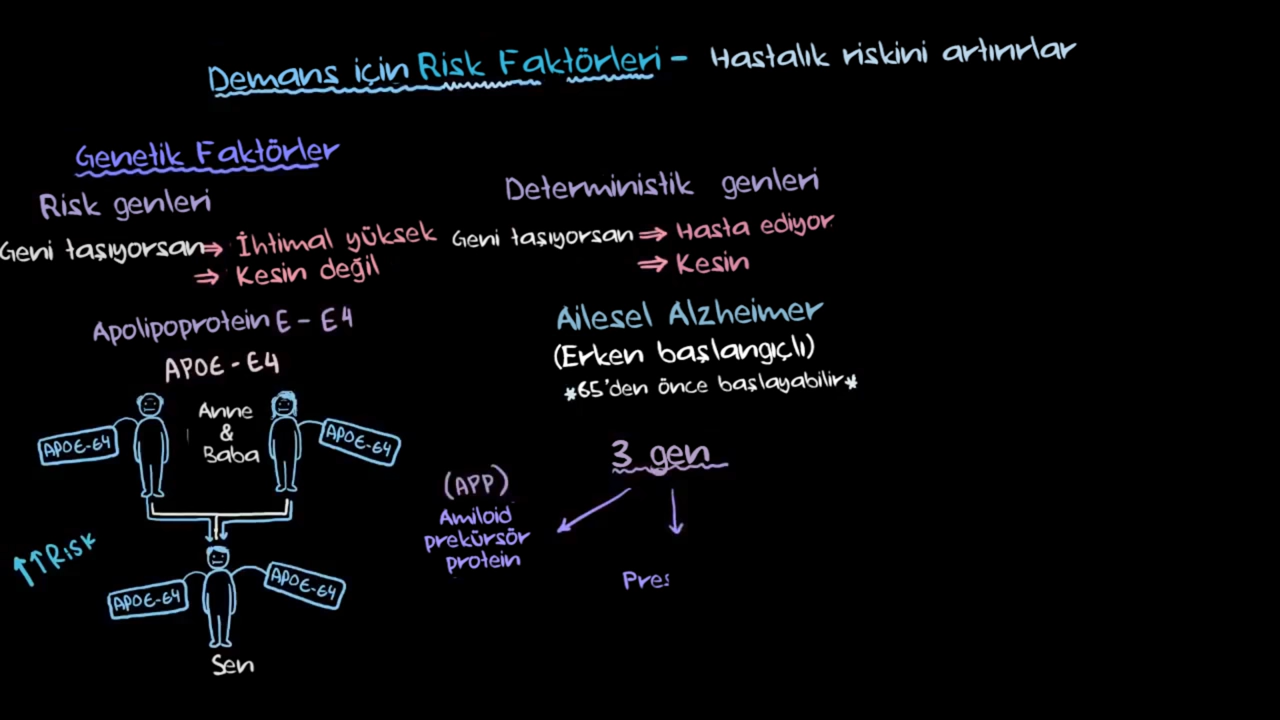 Demans için Risk Faktörleri - Hastalık riskini artırırlar
Genetik Faktörler
Risk genleri
Geni taşıyorsan ⇒ İhtimal yüksek
⇒ Kesin değil
Apolipoprotein E - E4
APOE - E4
Anne
&
Baba
APOE-E4
APOE-E4
↑↑Risk
APOE-E4
APOE-E4
Sen
Deterministik genleri
Geni taşıyorsan ⇒ Hasta ediyor
⇒ Kesin
Ailesel Alzheimer
(Erken başlangıçlı)
*65'den önce başlayabilir*
3 gen
(APP)
Amiloid
prekürsör
protein
Pres